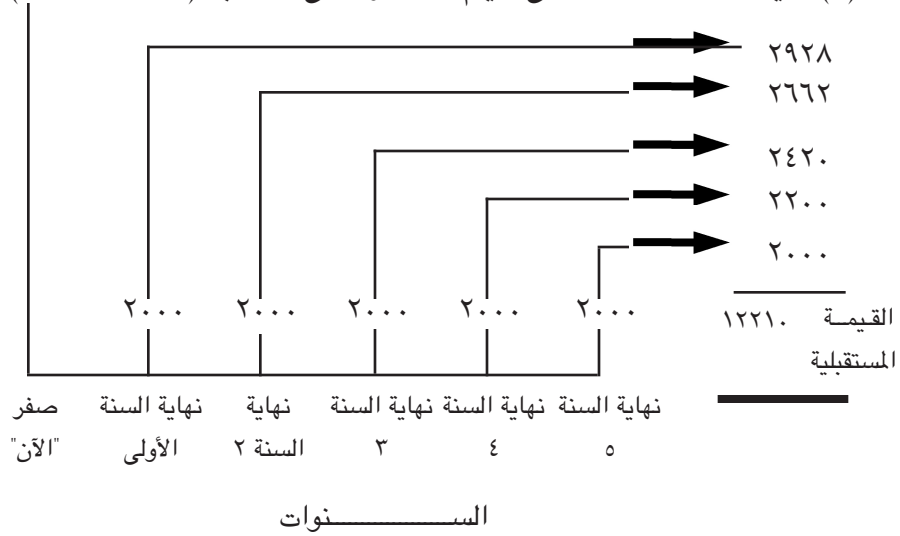 ٢٩٢٨
٢٦٦٢
٢٤٢٠
٢٢٠٠
٢٠٠٠
٢٠٠٠ ٢٠٠٠ ٢٠٠٠ ٢٠٠٠ ٢٠٠٠
القيمة ١٢٢١٠
المستقبلية
صفر نهاية السنة نهاية نهاية السنة نهاية السنة نهاية السنة
"الآن" الأولى السنة ٢ ٣ ٤ ٥
السنوات